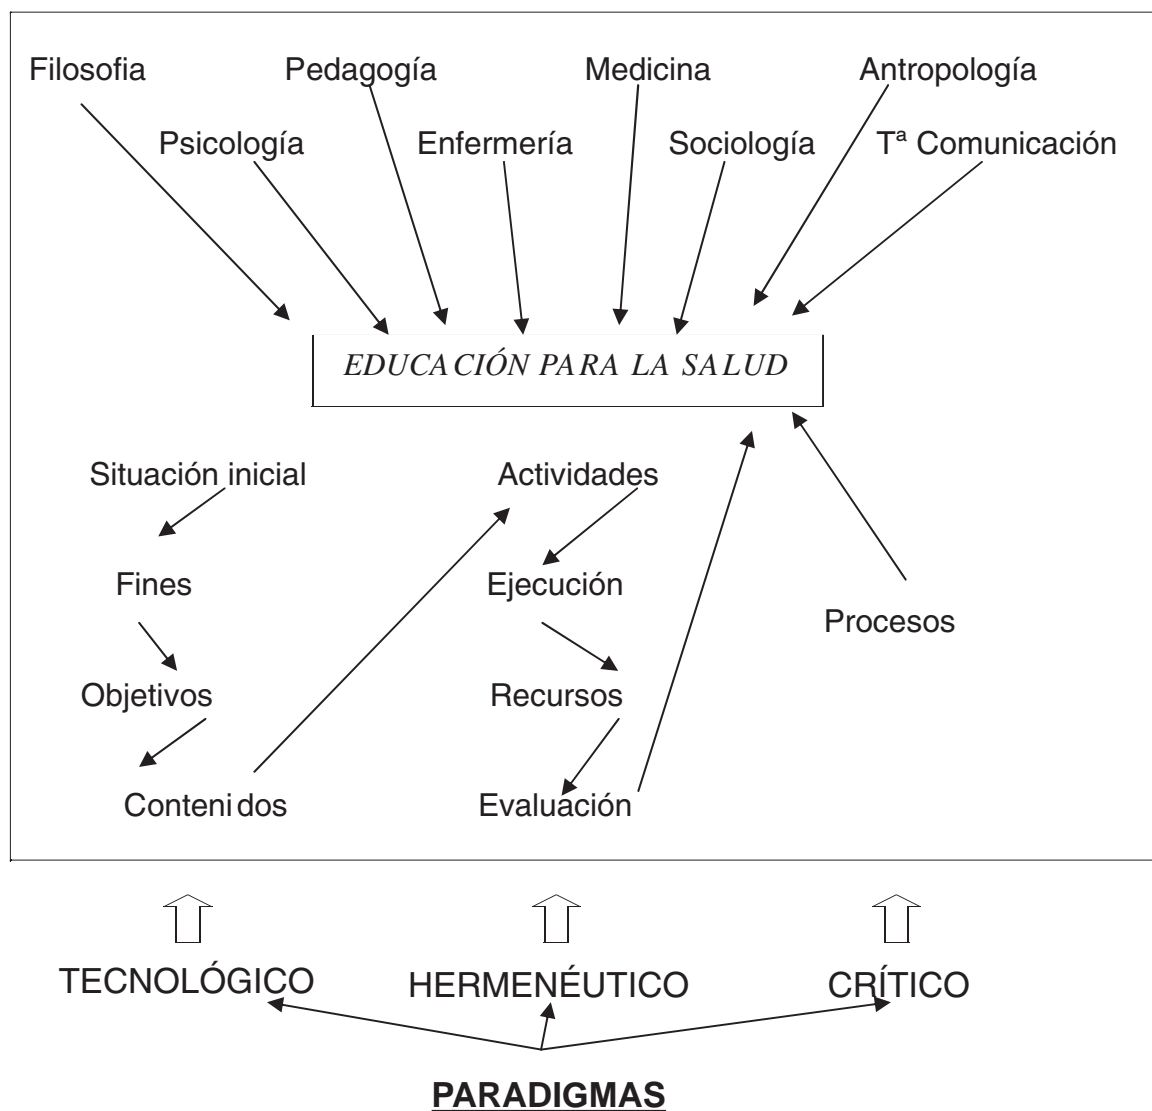 Filosofia Pedagogía Medicina Antropología
Psicología Enfermería Sociología Tª Comunicación
EDUCACIÓN PARA LA SALUD
Situación inicial Actividades
Fines Ejecución
Procesos
Objetivos Recursos
Contenidos Evaluación
TECNOLÓGICO HERMENÉUTICO CRÍTICO
PARADIGMAS